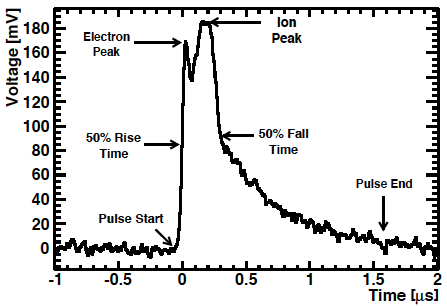 Voltage [mV]
180
160
140
120
100
80
60
40
20
0
Electron
Peak
Ion
Peak
50% Rise
Time
50% Fall
Time
Pulse Start
Pulse End
-1
-0.5
0
0.5
1
1.5
2
Time [μs]